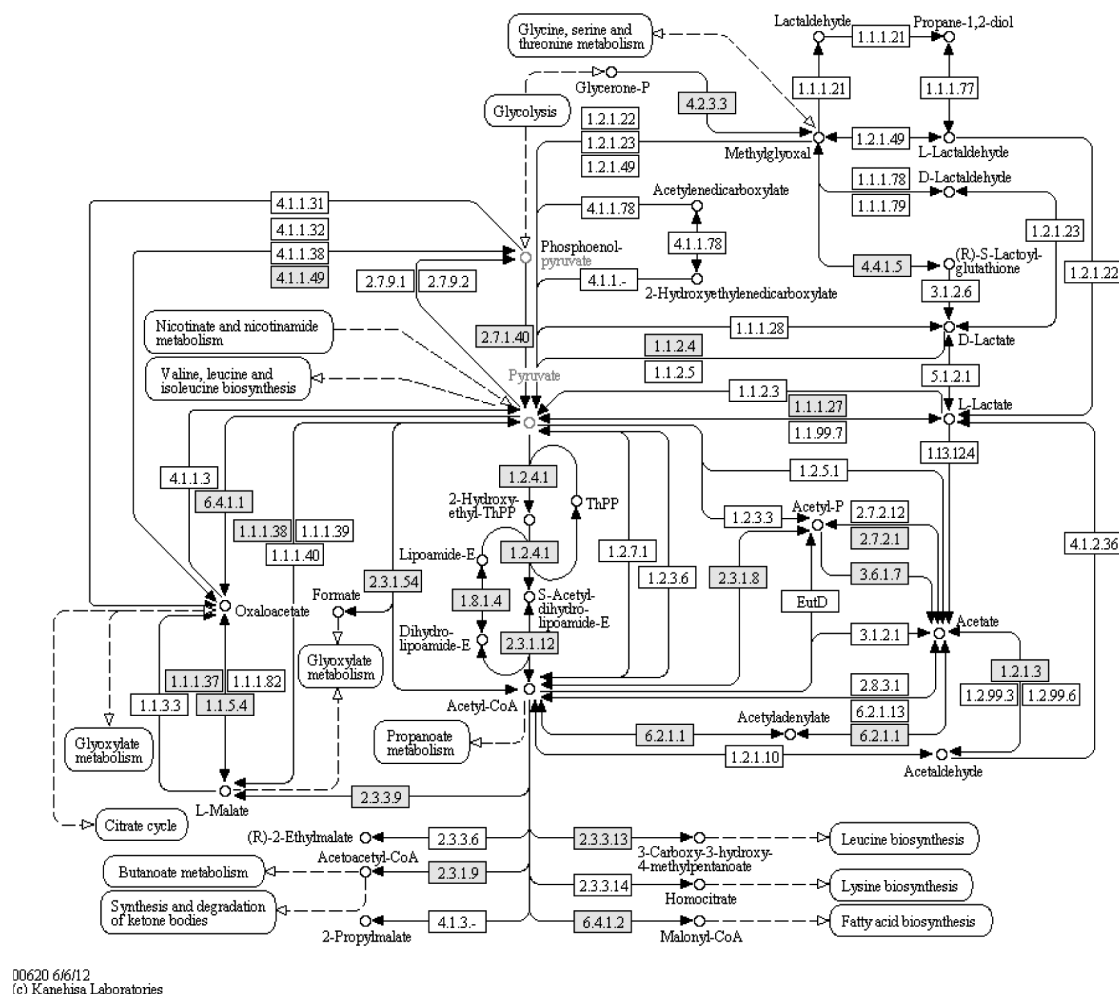 Lactaldehyde
Propane-1,2-diol
Glycine, serine and
threonine metabolism
1.1.1.21
Glycerone-P
Glycolysis
4.2.3.3
1.1.1.21
1.1.1.77
1.2.1.22
1.2.1.23
1.2.1.49
1.2.1.49
Methylglyoxal
L-Lactaldehyde
Acetylenedicarboxylate
1.1.1.78
D-Lactaldehyde
1.1.1.79
4.1.1.31
4.1.1.32
4.1.1.38
4.1.1.49
4.1.1.78
1.2.1.23
4.1.1.78
Phosphoenol-
pyruvate
2.7.9.1
2.7.9.2
4.1.1.-
2-Hydroxyethylenedicarboxylate
4.4.1.5
(R)-S-Lactoyl-
glutathione
1.2.1.22
3.1.2.6
Nicotinate and nicotinamide
metabolism
2.7.1.40
1.1.1.28
D-Lactate
1.1.2.4
1.1.2.5
Valine, leucine and
isoleucine biosynthesis
Pyruvate
5.1.2.1
1.1.2.3
1.1.1.27
1.1.99.7
L-Lactate
1.13.12.4
4.1.1.3
6.4.1.1
1.1.1.38
1.1.1.39
1.1.1.40
1.2.4.1
2-Hydroxy-
ethyl-ThPP
ThPP
1.2.5.1
Acetyl-P
1.2.3.3
2.7.2.12
2.7.2.1
Lipoamide-E
1.2.4.1
1.2.7.1
1.2.3.6
2.3.1.8
3.6.1.7
4.1.2.36
2.3.1.54
Formate
1.8.1.4
S-Acetyl-
dihydro-
lipoamide-E
EutD
Oxaloacetate
Dihydro-
lipoamide-E
2.3.1.12
3.1.2.1
Acetate
Glyoxylate
metabolism
1.1.1.37
1.1.1.82
1.1.3.3
1.1.5.4
1.2.1.3
1.2.99.3
1.2.99.6
Acetyl-CoA
2.8.3.1
6.2.1.13
Glyoxylate
metabolism
Propanoate
metabolism
Acetyladenylate
6.2.1.1
6.2.1.1
1.2.1.10
Acetaldehyde
L-Malate
2.3.3.9
Citrate cycle
(R)-2-Ethylmalate
2.3.3.6
2.3.3.13
3-Carboxy-3-hydroxy-
4-methylpentanoate
Leucine biosynthesis
Acetoacetyl-CoA
Butanoate metabolism
2.3.1.9
2.3.3.14
Homocitrate
Lysine biosynthesis
Synthesis and degradation
of ketone bodies
4.1.3.-
2-Propylmalate
6.4.1.2
Malonyl-CoA
Fatty acid biosynthesis
00620 6/6/12
(c) Kanehisa Laboratories